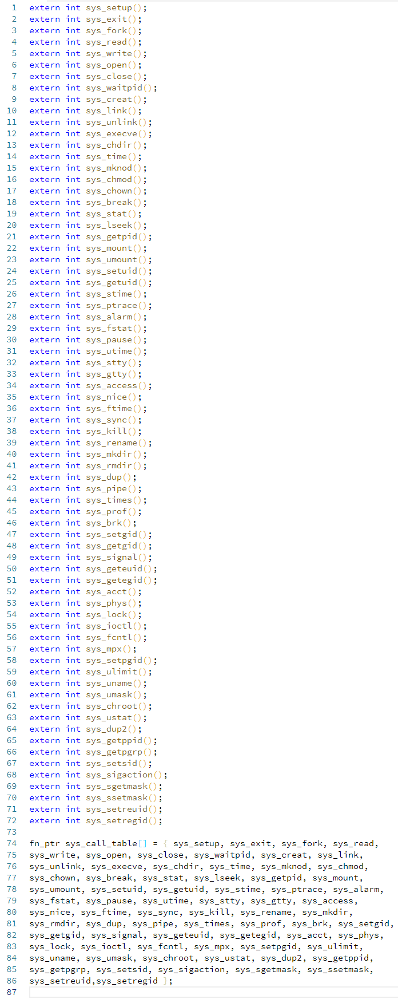 1 extern int sys_setup();
2 extern int sys_exit();
3 extern int sys_fork();
4 extern int sys_read();
5 extern int sys_write();
6 extern int sys_open();
7 extern int sys_close();
8 extern int sys_waitpid();
9 extern int sys_creat();
10 extern int sys_link();
11 extern int sys_unlink();
12 extern int sys_execve();
13 extern int sys_chdir();
14 extern int sys_time();
15 extern int sys_mknod();
16 extern int sys_chmod();
17 extern int sys_chown();
18 extern int sys_break();
19 extern int sys_stat();
20 extern int sys_lseek();
21 extern int sys_getpid();
22 extern int sys_mount();
23 extern int sys_umount();
24 extern int sys_setuid();
25 extern int sys_getuid();
26 extern int sys_stime();
27 extern int sys_ptrace();
28 extern int sys_alarm();
29 extern int sys_fstat();
30 extern int sys_pause();
31 extern int sys_utime();
32 extern int sys_stty();
33 extern int sys_gtty();
34 extern int sys_access();
35 extern int sys_nice();
36 extern int sys_ftime();
37 extern int sys_sync();
38 extern int sys_kill();
39 extern int sys_rename();
40 extern int sys_mkdir();
41 extern int sys_rmdir();
42 extern int sys_dup();
43 extern int sys_pipe();
44 extern int sys_times();
45 extern int sys_prof();
46 extern int sys_brk();
47 extern int sys_setgid();
48 extern int sys_getgid();
49 extern int sys_signal();
50 extern int sys_geteuid();
51 extern int sys_getegid();
52 extern int sys_acct();
53 extern int sys_phys();
54 extern int sys_lock();
55 extern int sys_ioctl();
56 extern int sys_fcntl();
57 extern int sys_mpx();
58 extern int sys_setpgid();
59 extern int sys_ulimit();
60 extern int sys_uname();
61 extern int sys_umask();
62 extern int sys_chroot();
63 extern int sys_ustat();
64 extern int sys_dup2();
65 extern int sys_getppid();
66 extern int sys_getpgrp();
67 extern int sys_setsid();
68 extern int sys_sigaction();
69 extern int sys_sgetmask();
70 extern int sys_ssetmask();
71 extern int sys_setreuid();
72 extern int sys_setregid();
73
74 fn_ptr sys_call_table[] = { sys_setup, sys_exit, sys_fork, sys_read,
75 sys_write, sys_open, sys_close, sys_waitpid, sys_creat, sys_link,
76 sys_unlink, sys_execve, sys_chdir, sys_time, sys_mknod, sys_chmod,
77 sys_chown, sys_break, sys_stat, sys_lseek, sys_getpid, sys_mount,
78 sys_umount, sys_setuid, sys_getuid, sys_stime, sys_ptrace, sys_alarm,
79 sys_fstat, sys_pause, sys_utime, sys_stty, sys_gtty, sys_access,
80 sys_nice, sys_ftime, sys_sync, sys_kill, sys_rename, sys_mkdir,
81 sys_rmdir, sys_dup, sys_pipe, sys_times, sys_prof, sys_brk, sys_setgid,
82 sys_getgid, sys_signal, sys_geteuid, sys_getegid, sys_acct, sys_phys,
83 sys_lock, sys_ioctl, sys_fcntl, sys_mpx, sys_setpgid, sys_ulimit,
84 sys_uname, sys_umask, sys_chroot, sys_ustat, sys_dup2, sys_getppid,
85 sys_getpgrp, sys_setsid, sys_sigaction, sys_sgetmask, sys_ssetmask,
86 sys_setreuid,sys_setregid };
87